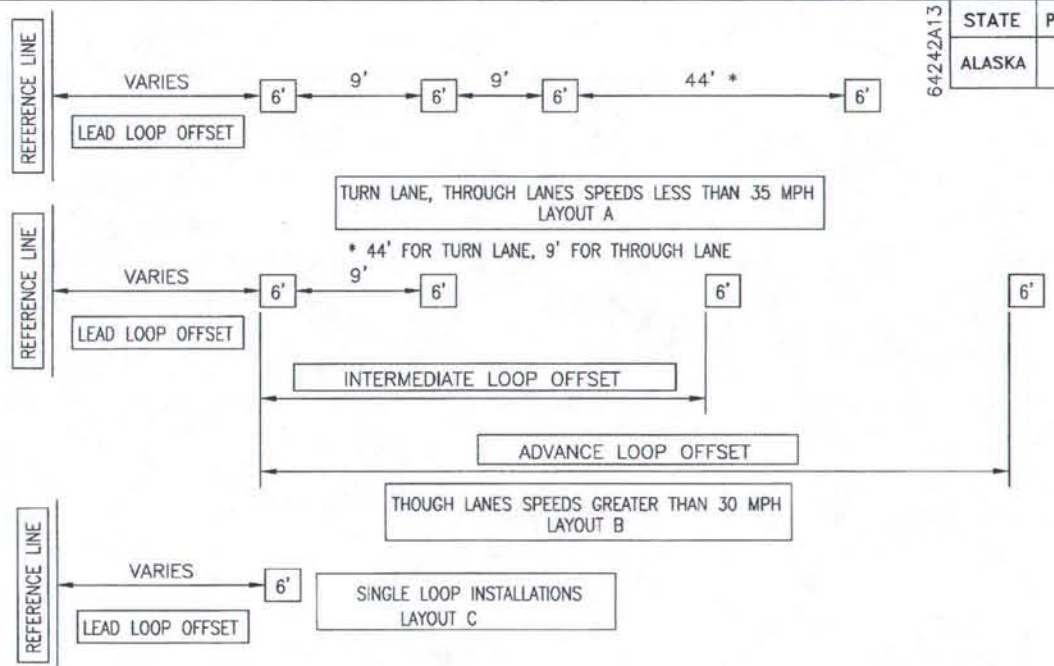 64242A13
STATE P
ALASKA
REFERENCE LINE
VARIES
LEAD LOOP OFFSET
6' 9' 6' 9' 6' 44' * 6'
TURN LANE, THROUGH LANES SPEEDS LESS THAN 35 MPH
LAYOUT A
* 44' FOR TURN LANE, 9' FOR THROUGH LANE
REFERENCE LINE
VARIES
LEAD LOOP OFFSET
6' 9' 6' 6' 6'
INTERMEDIATE LOOP OFFSET
ADVANCE LOOP OFFSET
THOUGH LANES SPEEDS GREATER THAN 30 MPH
LAYOUT B
REFERENCE LINE
VARIES
LEAD LOOP OFFSET
6'
SINGLE LOOP INSTALLATIONS
LAYOUT C